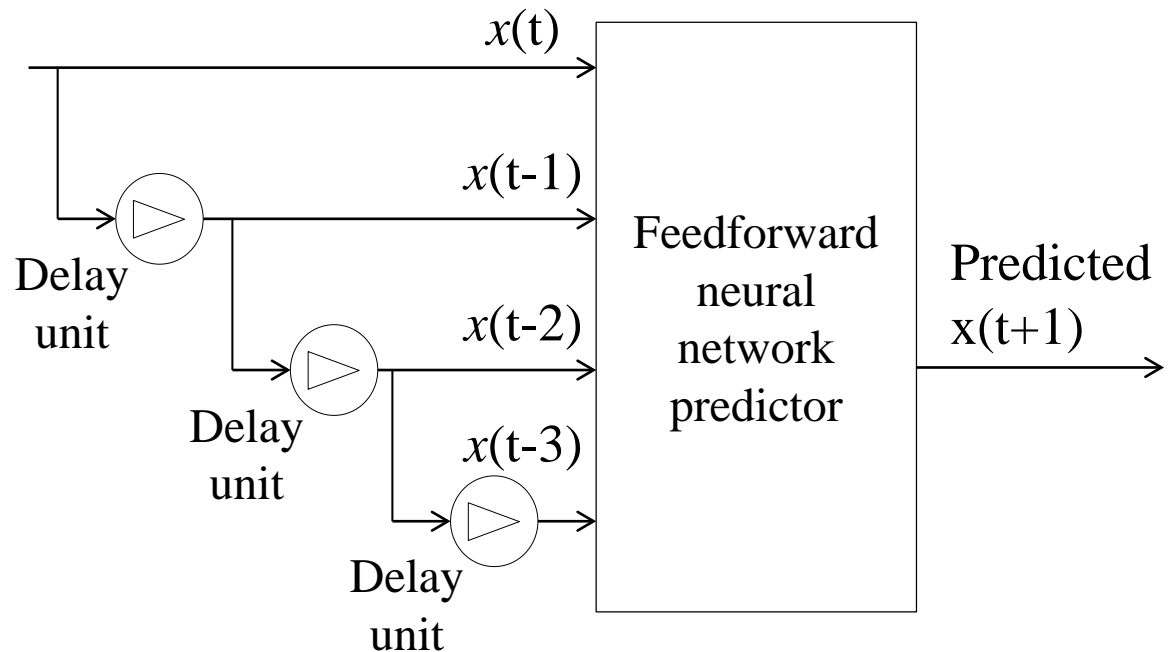 x(t)
x(t-1)
Delay
unit
x(t-2)
Delay
unit
x(t-3)
Delay
unit
Feedforward
neural
network
predictor
Predicted
x(t+1)